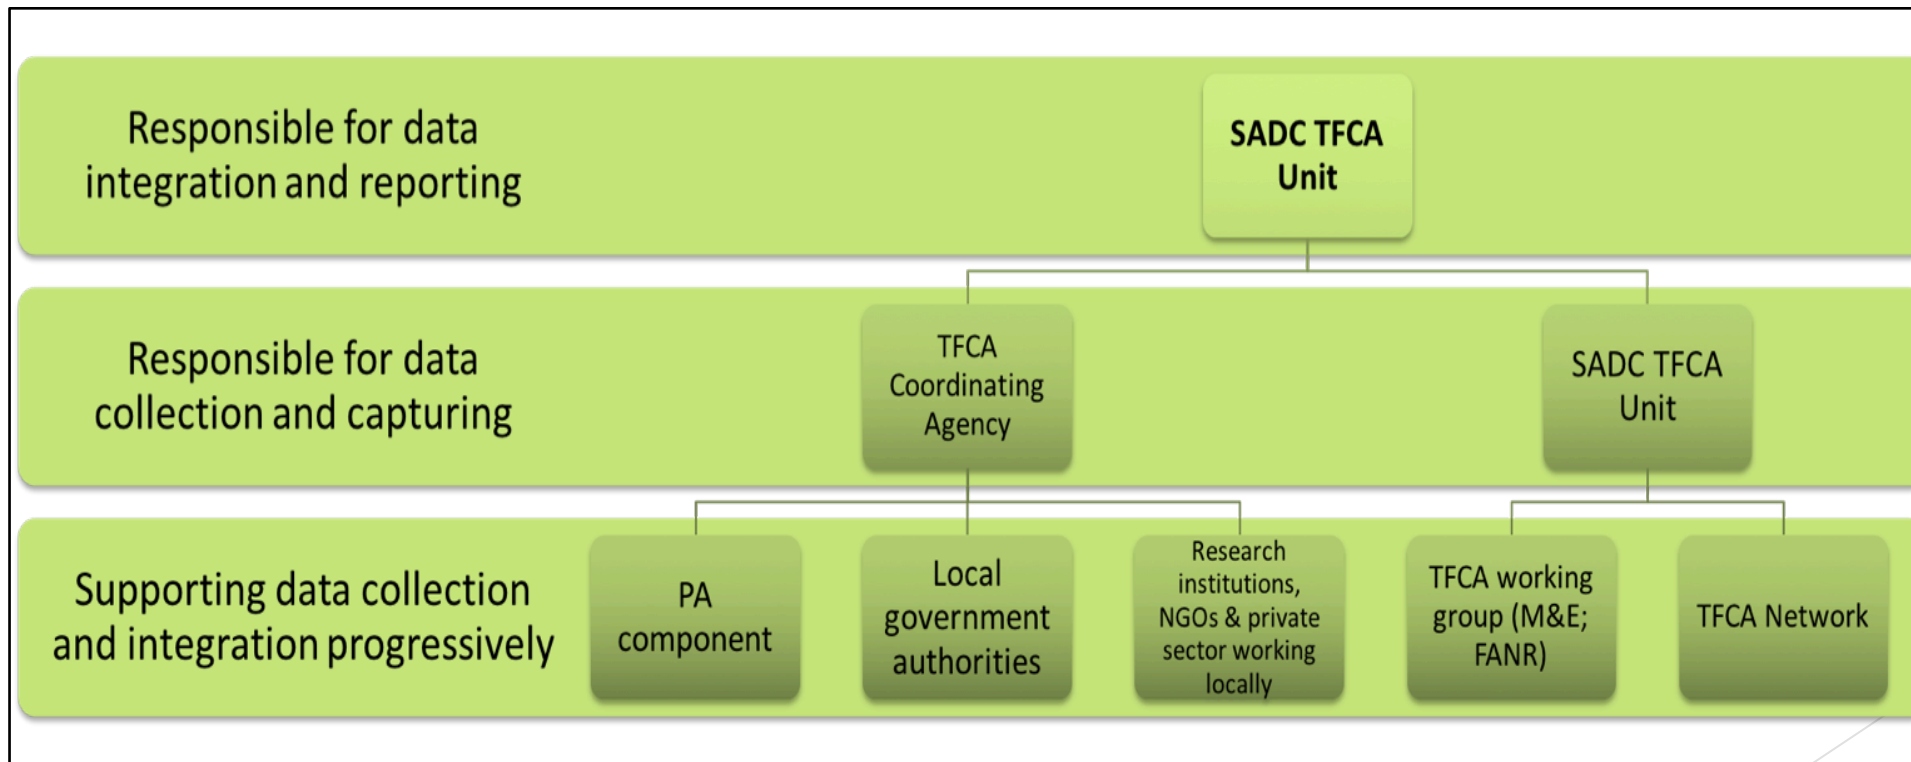 Responsible for data
integration and reporting
SADC TFCA
Unit
Responsible for data
collection and capturing
TFCA
Coordinating
Agency
SADC TFCA
Unit
Supporting data collection
and integration progressively
PA
component
Local
government
authorities
Research
institutions,
NGOs & private
sector working
locally
TFCA working
group (M&E;
FANR)
TFCA Network